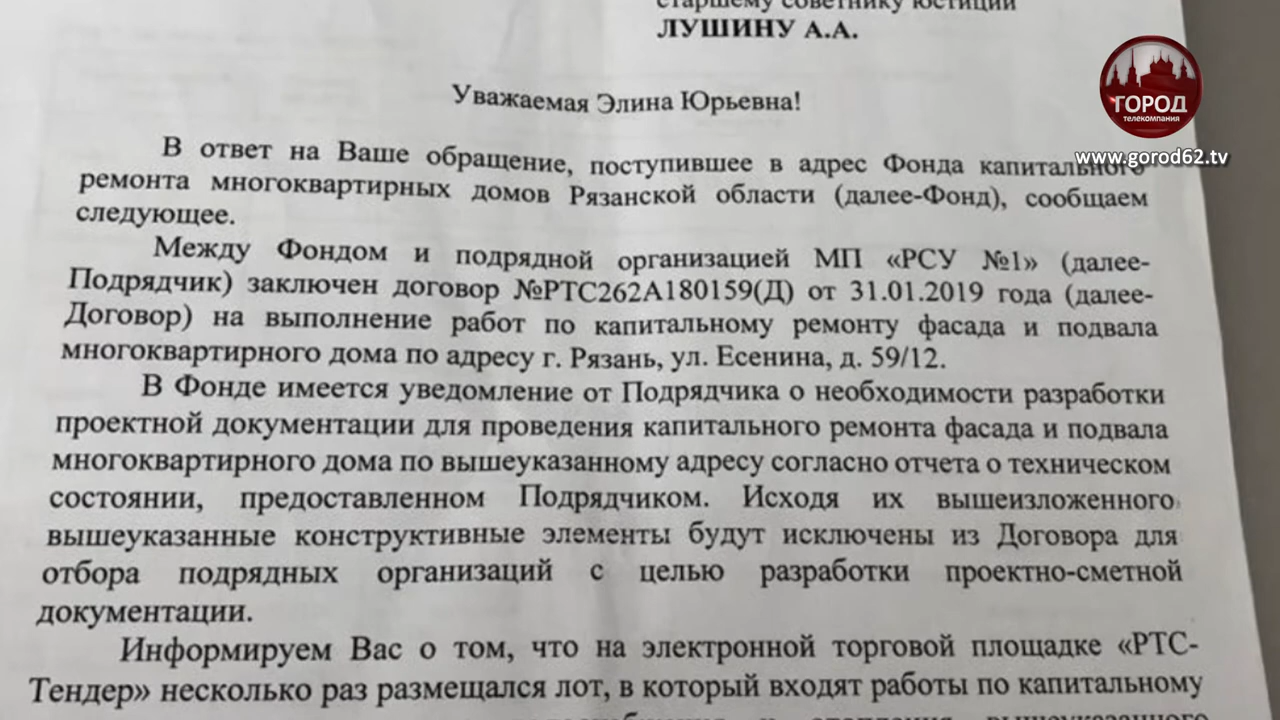 старшему советнику юстиции
ЛУШИНУ А.А.
ГОРОД
телекомпания
www.gorod62.tv
Уважаемая Элина Юрьевна!
В ответ на Ваше обращение, поступившее в адрес Фонда капитального
ремонта многоквартирных домов Рязанской области (далее-Фонд), сообщаем
следующее.
Между Фондом и подрядной организацией МП «РСУ №1» (далее-
Подрядчик) заключен договор №РТС262А180159(Д) от 31.01.2019 года (далее-
Договор) на выполнение работ по капитальному ремонту фасада и подвала
многоквартирного дома по адресу г. Рязань, ул. Есенина, д. 59/12.
В Фонде имеется уведомление от Подрядчика о необходимости разработки
проектной документации для проведения капитального ремонта фасада и подвала
многоквартирного дома по вышеуказанному адресу согласно отчета о техническом
состоянии, предоставленном Подрядчиком. Исходя их вышеизложенного
вышеуказанные конструктивные элементы будут исключены из Договора для
отбора подрядных организаций с целью разработки проектно-сметной
документации.
Информируем Вас о том, что на электронной торговой площадке «РТС-
Тендер» несколько раз размещался лот, в который входят работы по капитальному
вышеуказанного